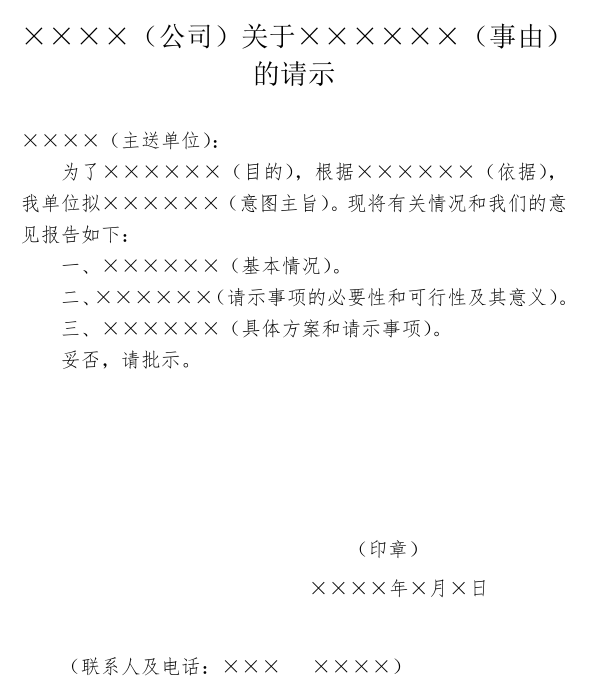 ××××（公司）关于××××××（事由）
的请示
××××（主送单位）：
为了××××××（目的），根据××××××（依据），
我单位拟××××××（意图主旨）。现将有关情况和我们的意
见报告如下：
一、××××××（基本情况）。
二、××××××（请示事项的必要性和可行性及其意义）。
三、××××××（具体方案和请示事项）。
妥否，请批示。
（印章）
××××年×月×日
（联系人及电话：××× ××××）